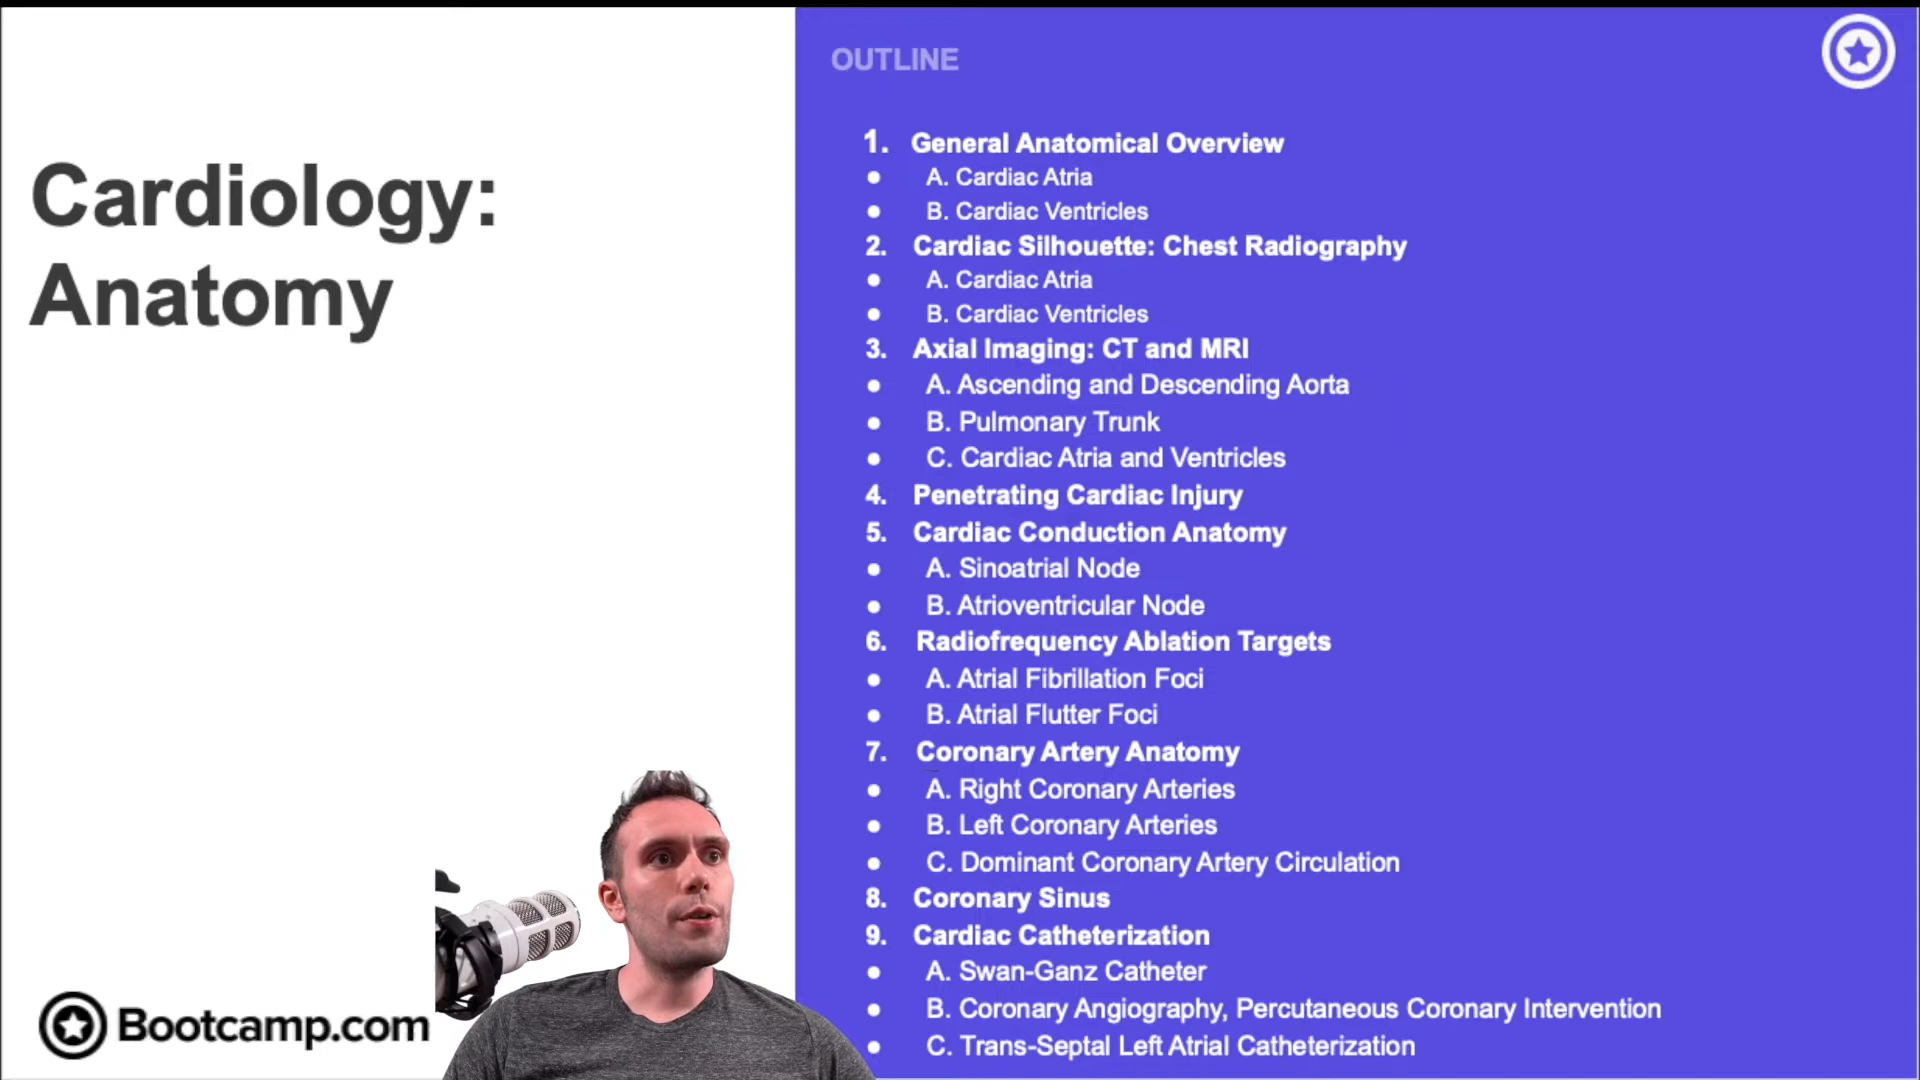 Cardiology:
Anatomy
Bootcamp.com
OUTLINE
1. General Anatomical Overview
● A. Cardiac Atria
● B. Cardiac Ventricles
2. Cardiac Silhouette: Chest Radiography
● A. Cardiac Atria
● B. Cardiac Ventricles
3. Axial Imaging: CT and MRI
● A. Ascending and Descending Aorta
● B. Pulmonary Trunk
● C. Cardiac Atria and Ventricles
4. Penetrating Cardiac Injury
5. Cardiac Conduction Anatomy
● A. Sinoatrial Node
● B. Atrioventricular Node
6. Radiofrequency Ablation Targets
● A. Atrial Fibrillation Foci
● B. Atrial Flutter Foci
7. Coronary Artery Anatomy
● A. Right Coronary Arteries
● B. Left Coronary Arteries
● C. Dominant Coronary Artery Circulation
8. Coronary Sinus
9. Cardiac Catheterization
● A. Swan-Ganz Catheter
● B. Coronary Angiography, Percutaneous Coronary Intervention
● C. Trans-Septal Left Atrial Catheterization